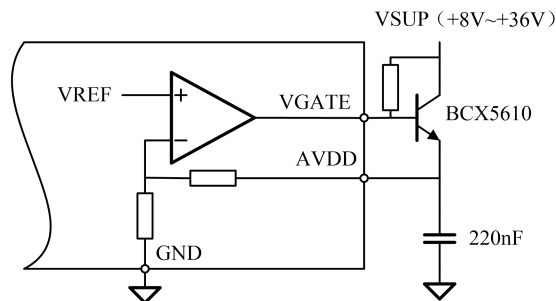 VSUP（+8V~+36V）
VREF
+
VGATE
BCX5610
−
AVDD
GND
220nF